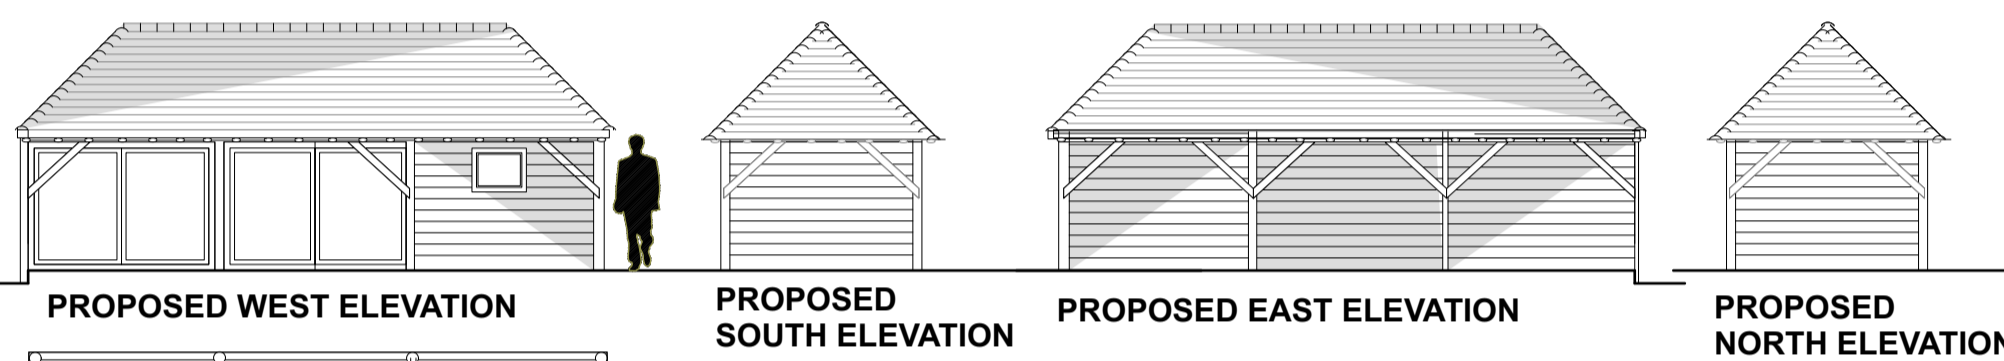 PROPOSED WEST ELEVATION
PROPOSED
SOUTH ELEVATION
PROPOSED EAST ELEVATION
PROPOSED
NORTH ELEVATION